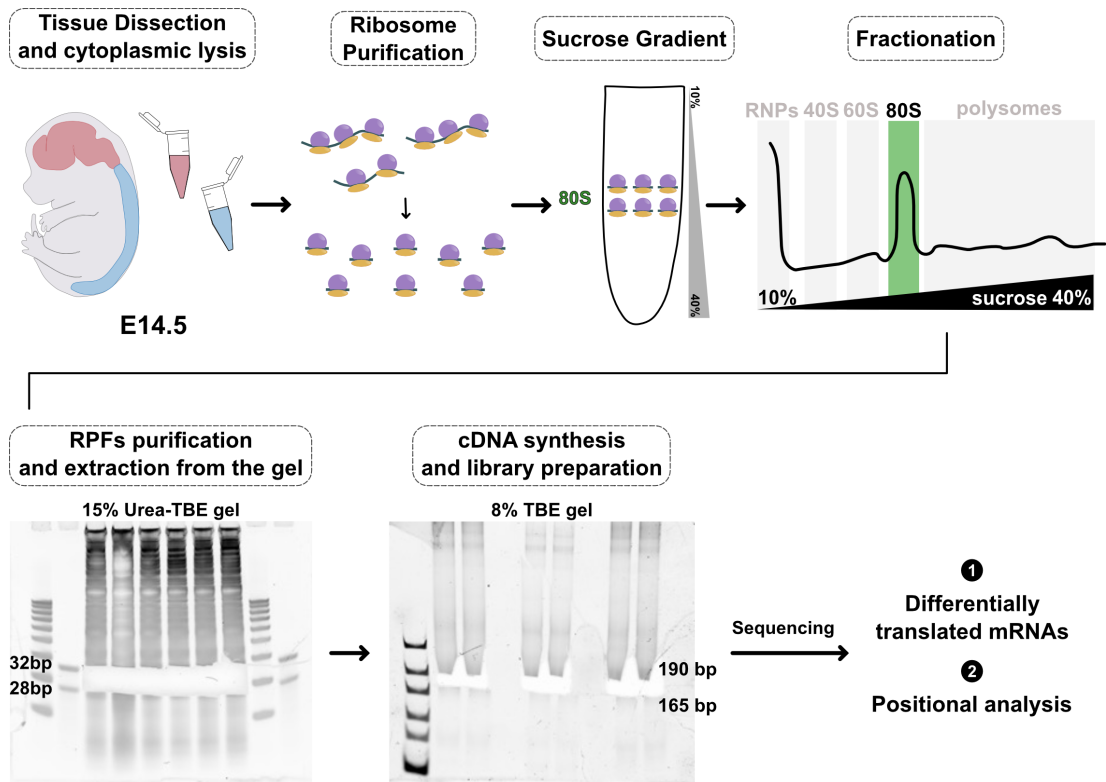 Tissue Dissection
and cytoplasmic lysis
Ribosome
Purification
Sucrose Gradient
Fractionation
E14.5
80S
10%
40%
RNPs 40S 60S 80S polysomes
10% sucrose 40%
RPFs purification
and extraction from the gel
cDNA synthesis
and library preparation
15% Urea-TBE gel
32bp
28bp
8% TBE gel
190 bp
165 bp
Sequencing
1
Differentially
translated mRNAs
2
Positional analysis